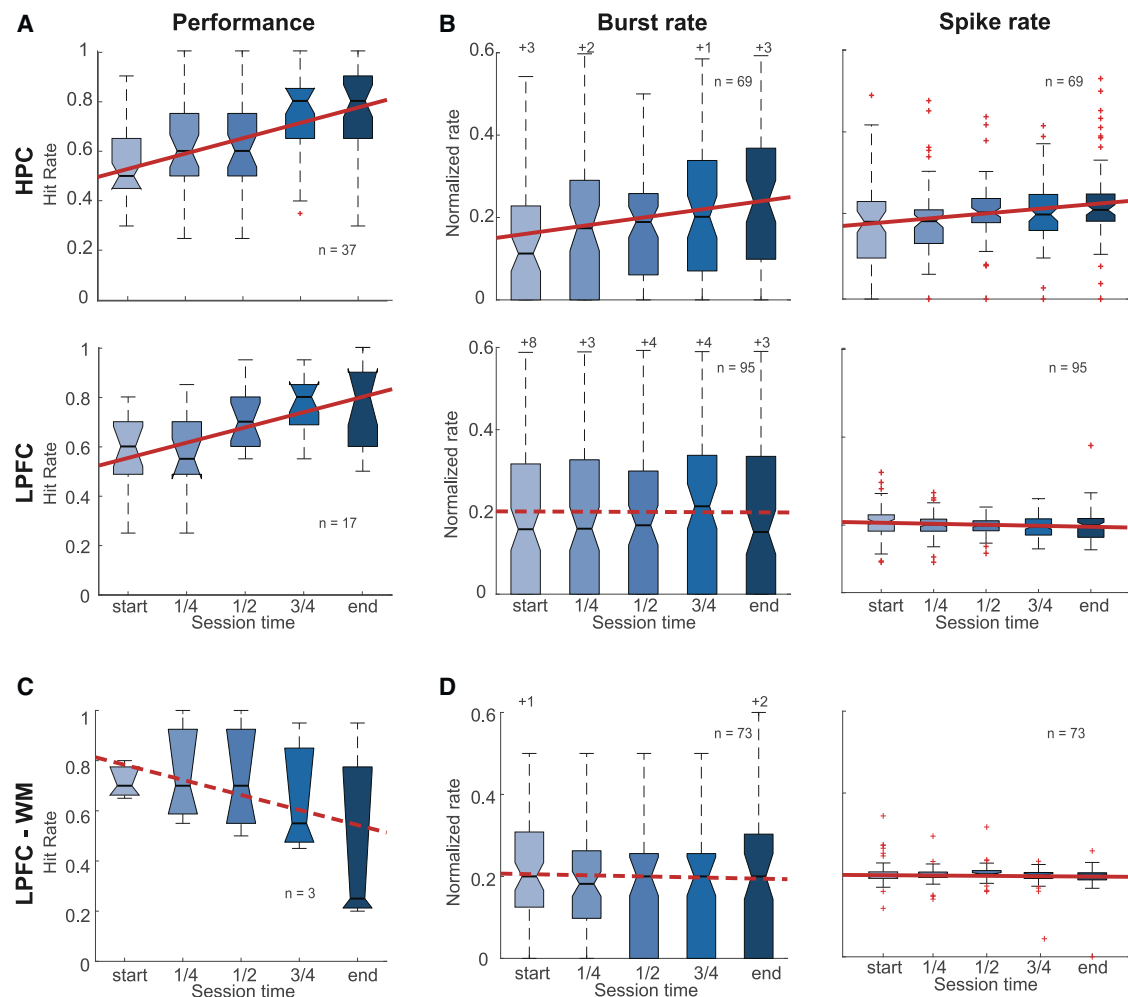 A
Performance
B
Burst rate
Spike rate
HPC
Hit Rate
1
0.8
0.6
0.4
0.2
0
n = 37
Normalized rate
0.6
0.4
0.2
0
+3
+2
+1
+3
n = 69
n = 69
LPFC
Hit Rate
1
0.8
0.6
0.4
0.2
0
n = 17
start 1/4 1/2 3/4 end
Session time
Normalized rate
0.6
0.4
0.2
0
+8
+3
+4
+4
+3
n = 95
start 1/4 1/2 3/4 end
Session time
n = 95
start 1/4 1/2 3/4 end
Session time
C
LPFC - WM
Hit Rate
1
0.8
0.6
0.4
0.2
0
n = 3
start 1/4 1/2 3/4 end
Session time
D
Normalized rate
0.6
0.4
0.2
0
+1
+2
n = 73
start 1/4 1/2 3/4 end
Session time
n = 73
start 1/4 1/2 3/4 end
Session time